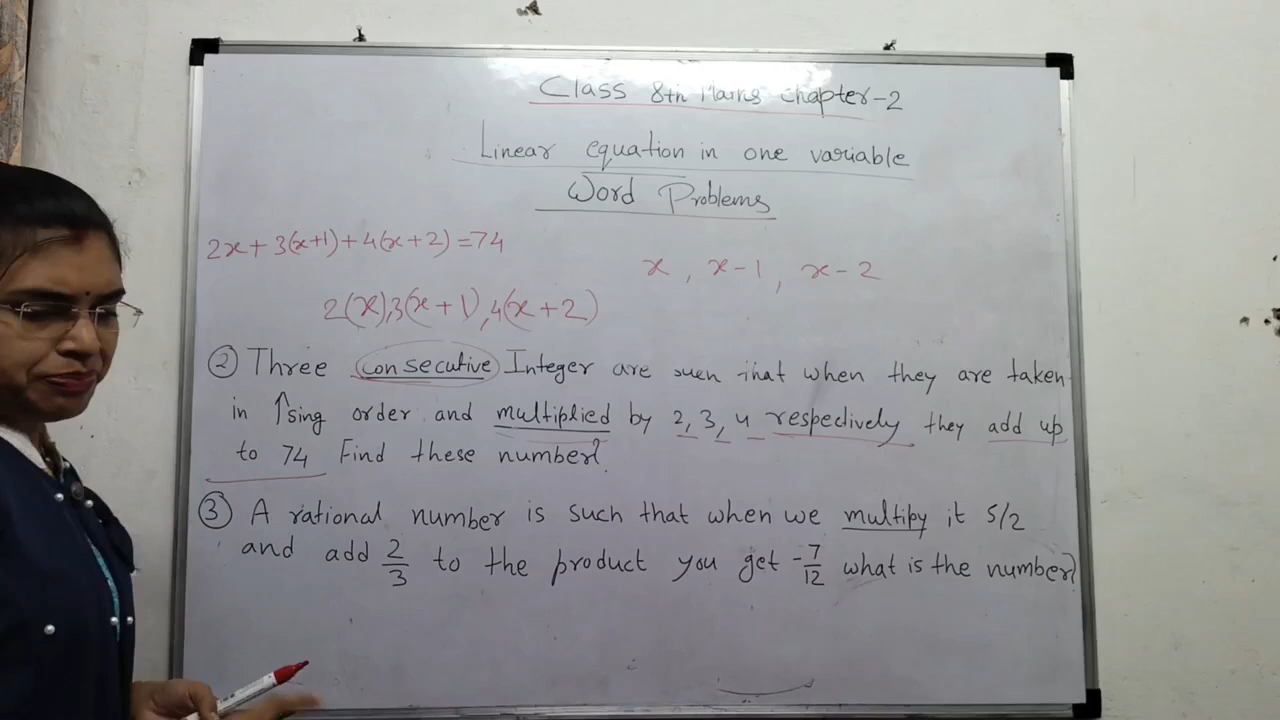 Class 8th Maths Chapter-2
Linear equation in one variable
Word Problems
2x+3(x+1)+4(x+2)=74
x, x-1, x-2
2(x),3(x+1),4(x+2)
② Three consecutive Integer are such that when they are taken
in ↑sing order and multiplied by 2, 3, 4 respectively they add up
to 74 Find these number?
③ A rational number is such that when we multipy it 5/2
and add 2/3 to the product you get -7/12 what is the number?